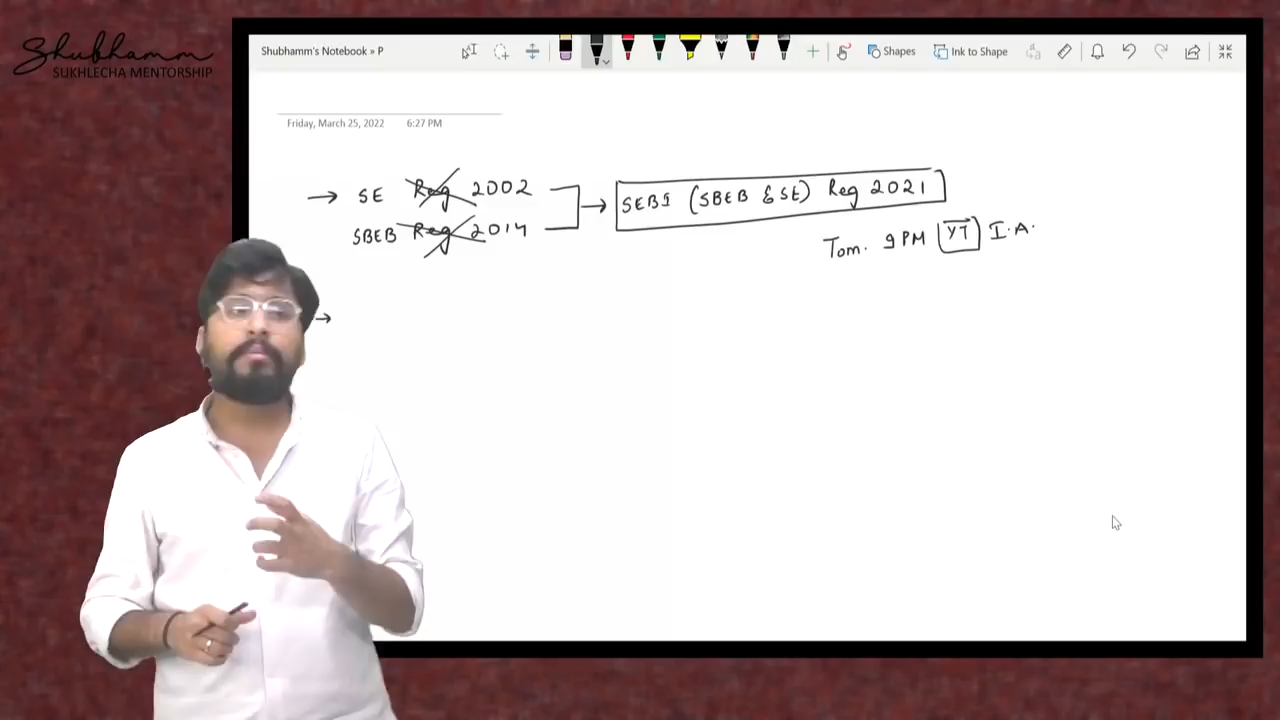 Shubhamm
SUKHLECHA MENTORSHIP
Shubhamm's Notebook » P
Shapes
Ink to Shape
Friday, March 25, 2022 6:27 PM
→ SE Reg 2002
SBEB Reg 2014
→ SEBI (SBEB & SE) Reg 2021
Tom. 9 PM YT I.A.
→